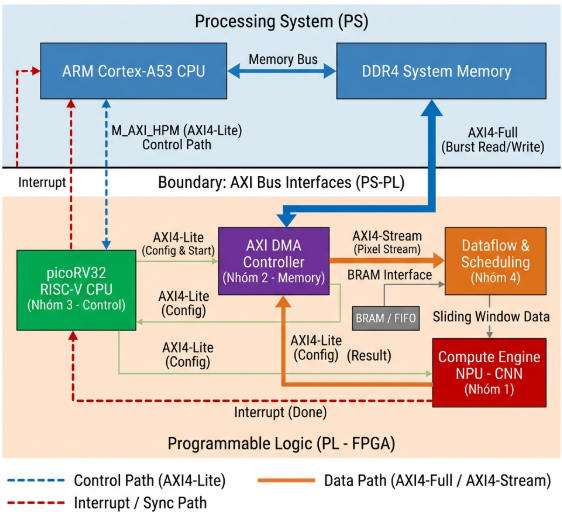 Processing System (PS)
ARM Cortex-A53 CPU
Memory Bus
DDR4 System Memory
M_AXI_HPM (AXI4-Lite)
Control Path
AXI4-Full
(Burst Read/Write)
Interrupt
Boundary: AXI Bus Interfaces (PS-PL)
picoRV32
RISC-V CPU
(Nhóm 3 - Control)
AXI4-Lite
(Config & Start)
AXI DMA
Controller
(Nhóm 2 - Memory)
AXI4-Stream
(Pixel Stream)
Dataflow &
Scheduling
(Nhóm 4)
BRAM Interface
BRAM / FIFO
AXI4-Lite
(Config)
Sliding Window Data
AXI4-Lite
(Config)
AXI4-Lite
(Config) (Result)
Compute Engine
NPU - CNN
(Nhóm 1)
Interrupt (Done)
Programmable Logic (PL - FPGA)
Control Path (AXI4-Lite)
Data Path (AXI4-Full / AXI4-Stream)
Interrupt / Sync Path